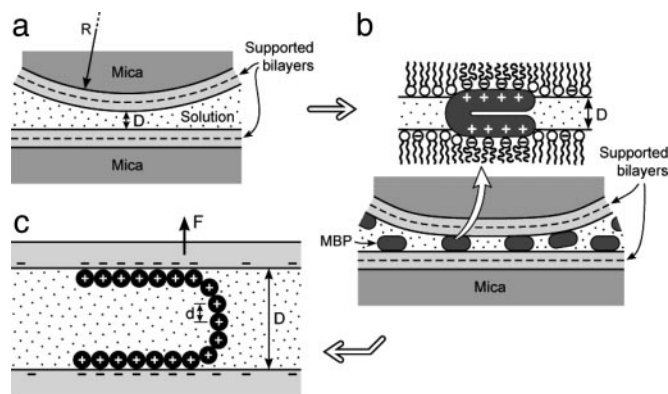 a
R
Mica
Supported
bilayers
D
Solution
Mica
b
+ + + +
+ + + +
D
Supported
bilayers
MBP
Mica
c
F
d
D